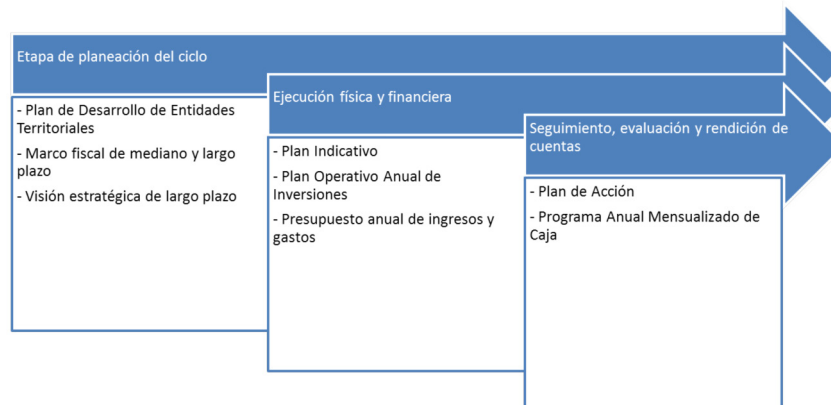 Etapa de planeación del ciclo
- Plan de Desarrollo de Entidades
Territoriales
- Marco fiscal de mediano y largo
plazo
- Visión estratégica de largo plazo
Ejecución física y financiera
- Plan Indicativo
- Plan Operativo Anual de
Inversiones
- Presupuesto anual de ingresos y
gastos
Seguimiento, evaluación y rendición de
cuentas
- Plan de Acción
- Programa Anual Mensualizado de
Caja